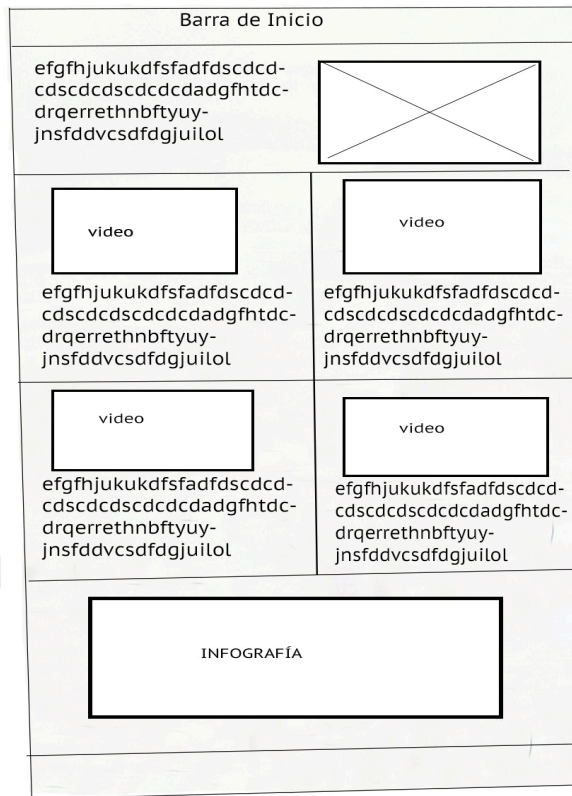 Barra de Inicio
efgfhjukukdfsfadfdscdcd-
cdscdcdscdcdcdadgfhtdc-
drqerrethnbftyuy-
jnsfddvcsdfdgjuilol
video
video
efgfhjukukdfsfadfdscdcd-
cdscdcdscdcdcdadgfhtdc-
drqerrethnbftyuy-
jnsfddvcsdfdgjuilol
efgfhjukukdfsfadfdscdcd-
cdscdcdscdcdcdadgfhtdc-
drqerrethnbftyuy-
jnsfddvcsdfdgjuilol
video
video
efgfhjukukdfsfadfdscdcd-
cdscdcdscdcdcdadgfhtdc-
drqerrethnbftyuy-
jnsfddvcsdfdgjuilol
efgfhjukukdfsfadfdscdcd-
cdscdcdscdcdcdadgfhtdc-
drqerrethnbftyuy-
jnsfddvcsdfdgjuilol
INFOGRAFÍA